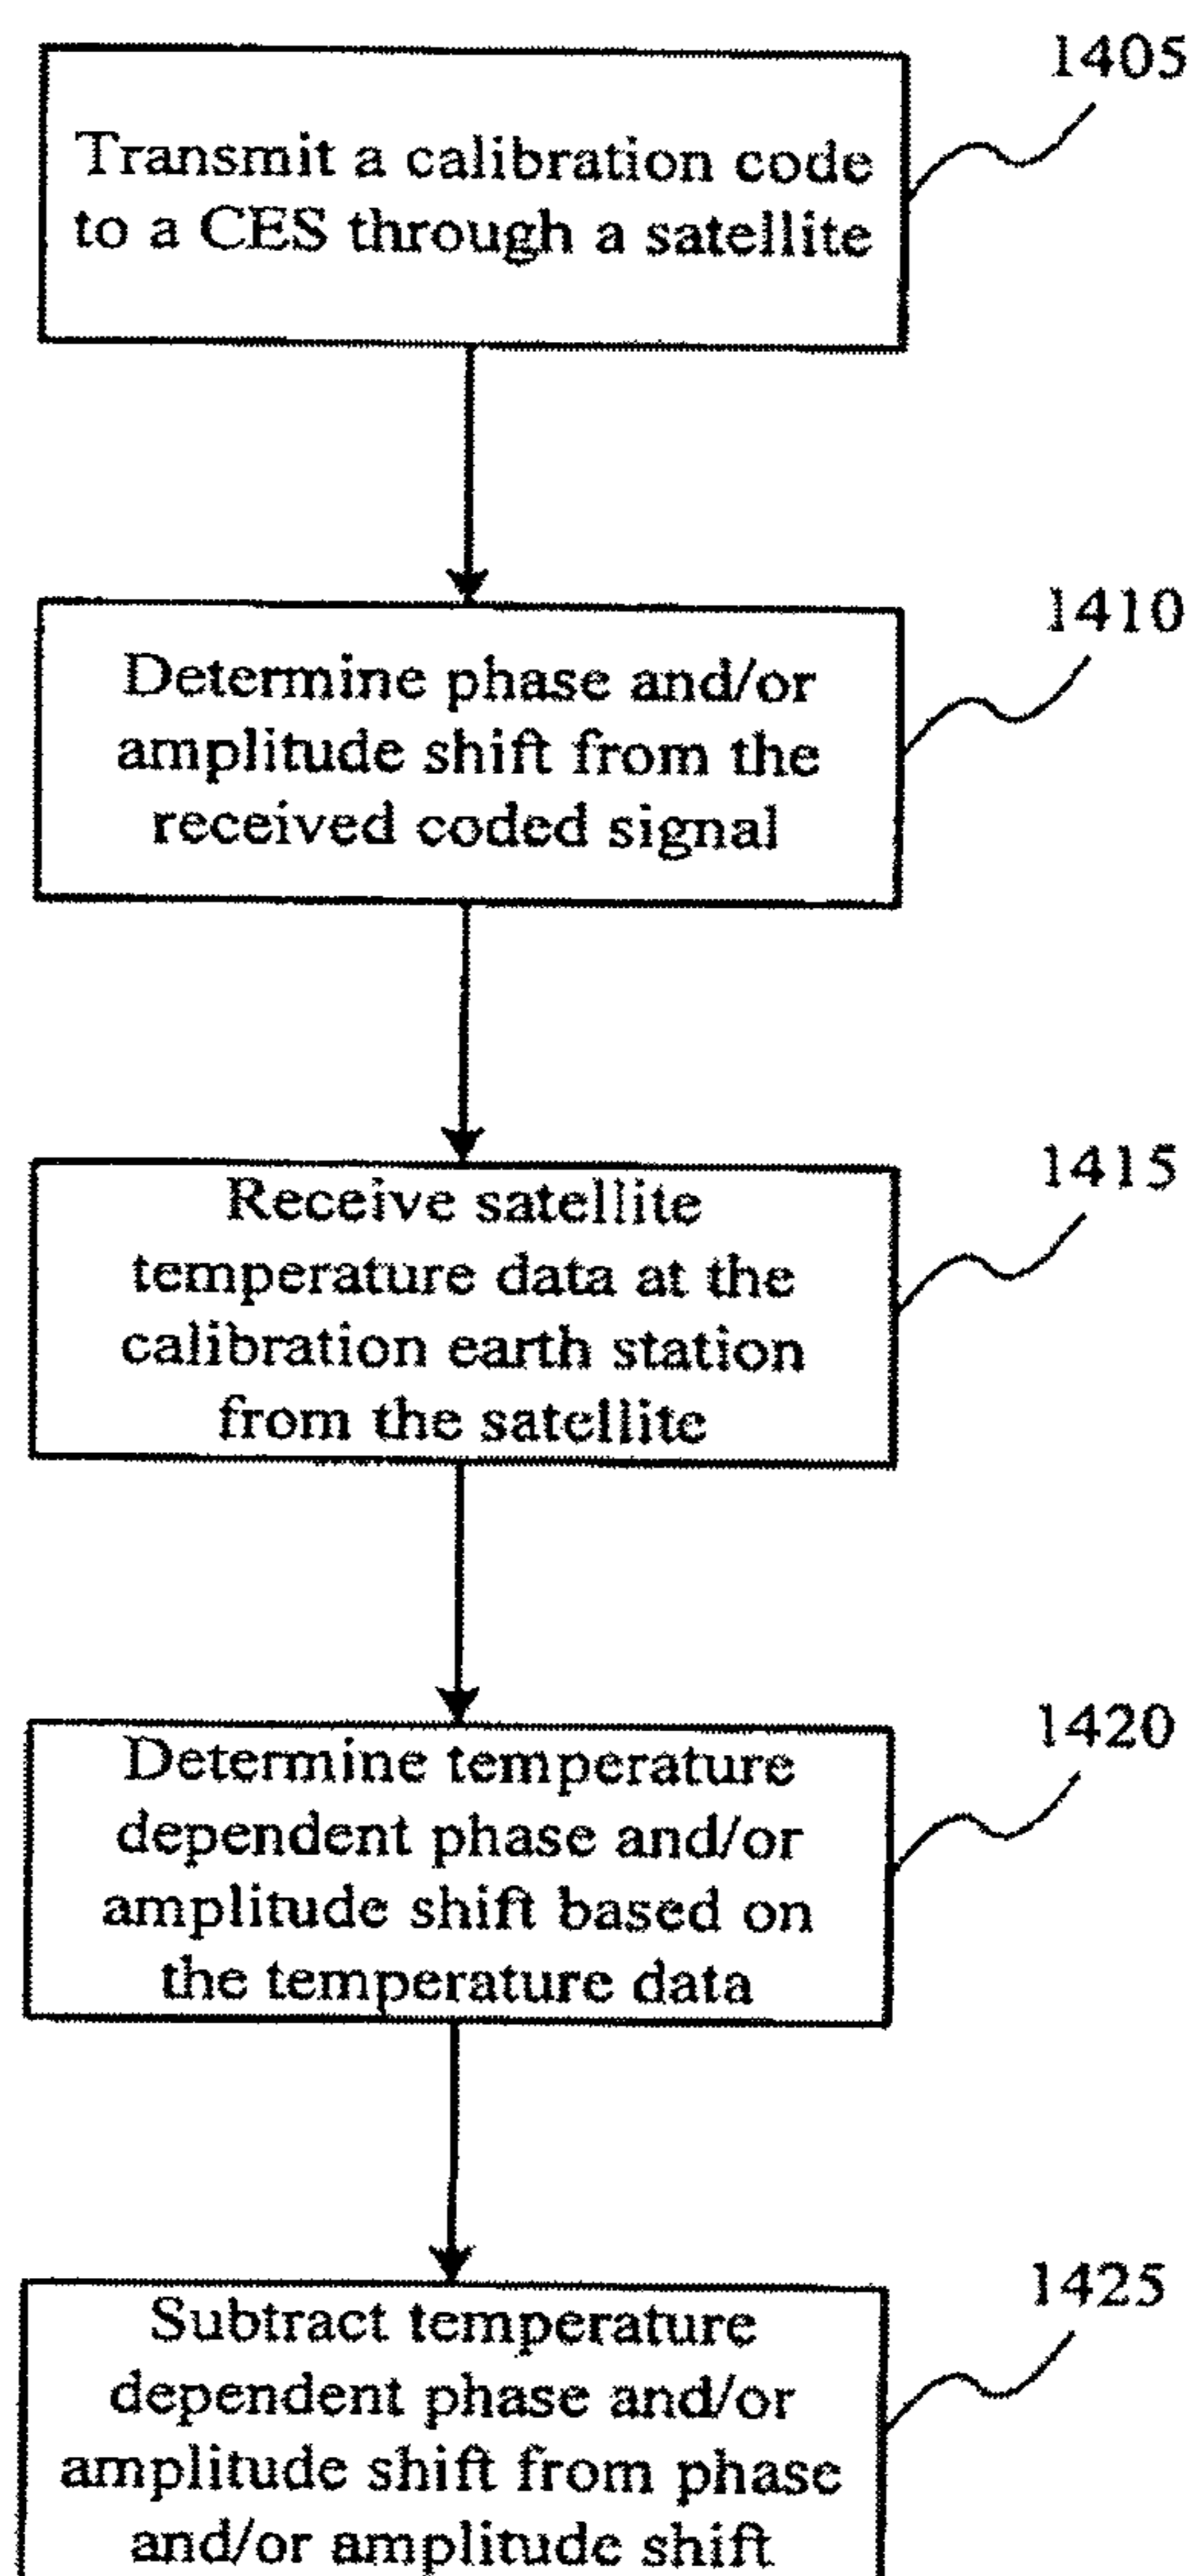 1405
Transmit a calibration code
to a CES through a satellite
1410
Determine phase and/or
amplitude shift from the
received coded signal
1415
Receive satellite
temperature data at the
calibration earth station
from the satellite
1420
Determine temperature
dependent phase and/or
amplitude shift based on
the temperature data
1425
Subtract temperature
dependent phase and/or
amplitude shift from phase
and/or amplitude shift